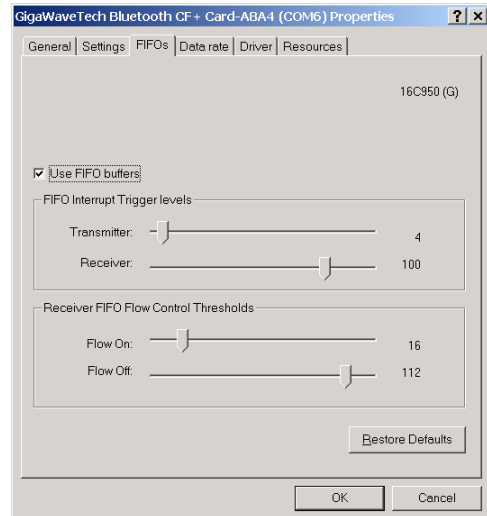 GigaWaveTech Bluetooth CF+ Card-A8A4 (COM6) Properties ? ×
General Settings FIFOs Data rate Driver Resources
16C950 (G)
Use FIFO buffers
FIFO Interrupt Trigger levels
Transmitter: 4
Receiver: 100
Receiver FIFO Flow Control Thresholds
Flow On: 16
Flow Off: 112
Restore Defaults
OK Cancel